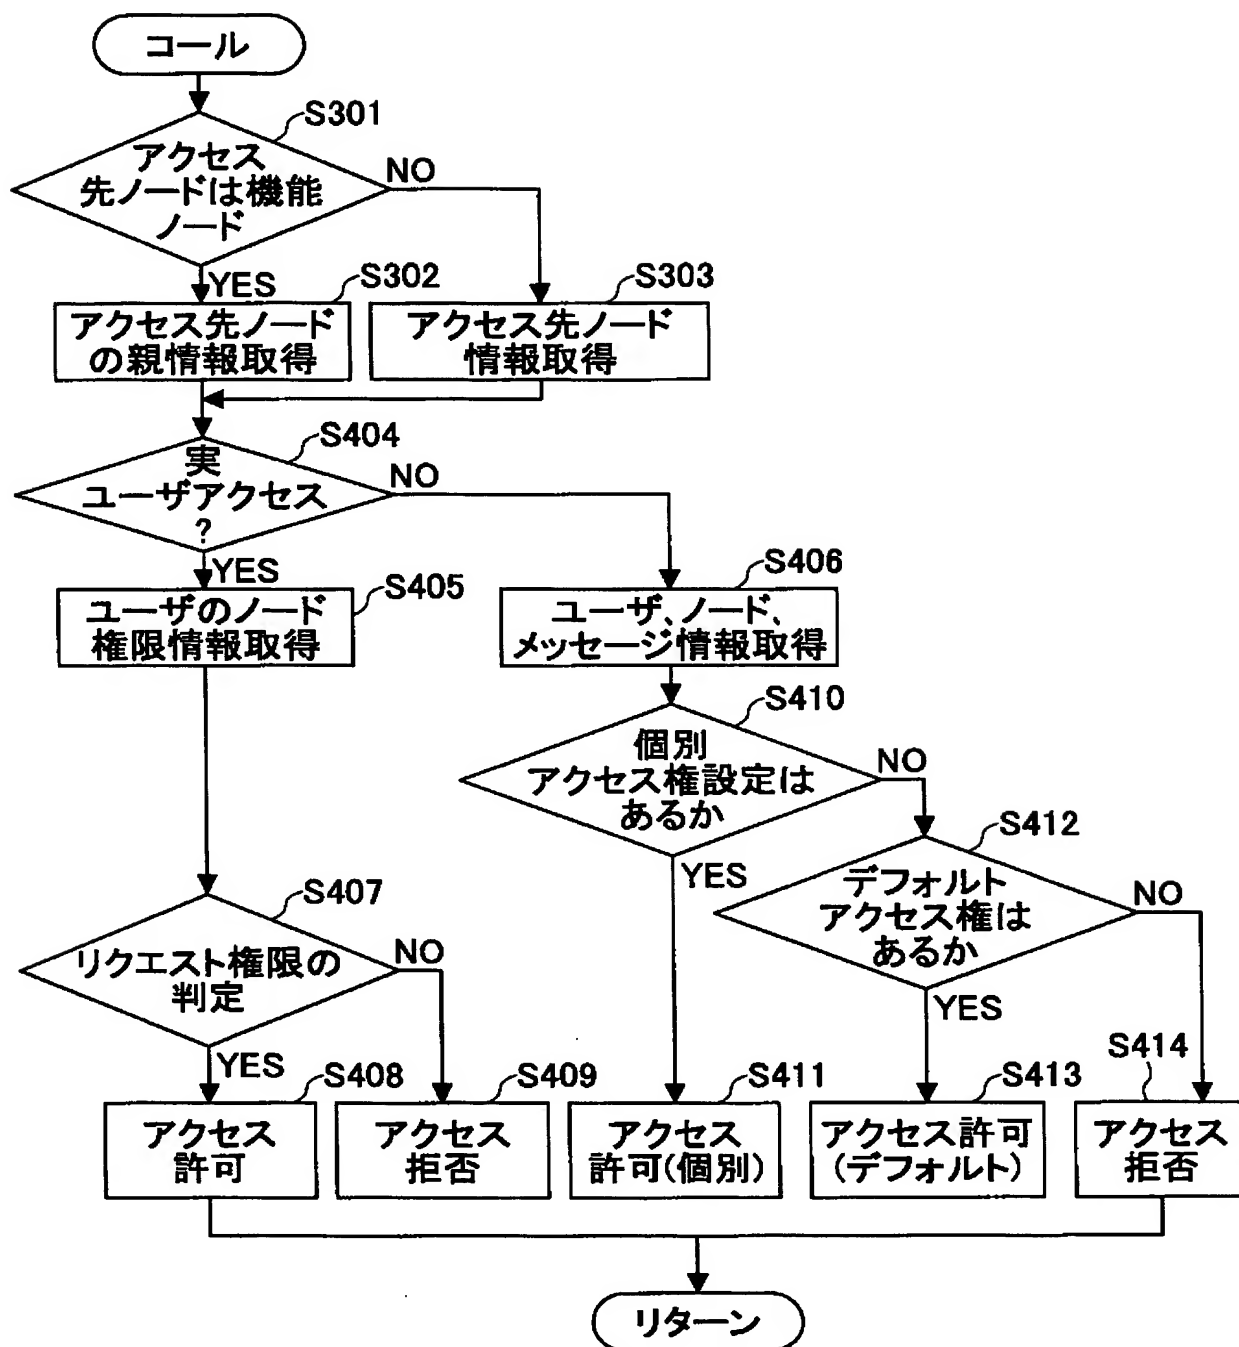 コール
S301
アクセス
先ノードは機能
ノード
NO
YES
S302
S303
アクセス先ノード
の親情報取得
アクセス先ノード
情報取得
S404
実
ユーザアクセス
?
NO
YES
S405
S406
ユーザのノード
権限情報取得
ユーザ、ノード、
メッセージ情報取得
S410
個別
アクセス権設定は
あるか
NO
YES
S412
デフォルト
アクセス権は
あるか
NO
YES
S407
リクエスト権限の
判定
NO
YES
S408
S409
S411
S413
S414
アクセス
許可
アクセス
拒否
アクセス
許可(個別)
アクセス許可
(デフォルト)
アクセス
拒否
リターン